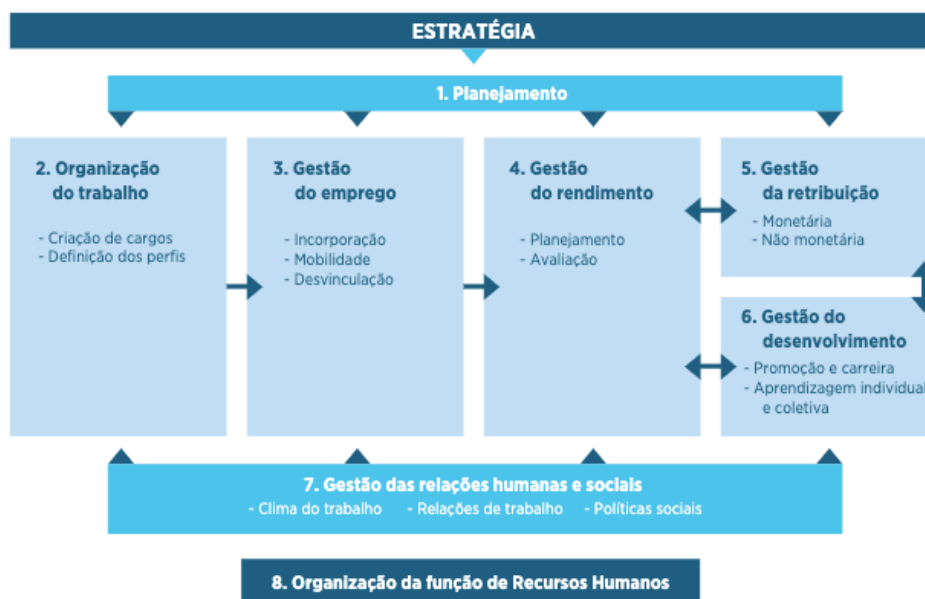 ESTRATÉGIA
1. Planejamento
2. Organização
do trabalho
- Criação de cargos
- Definição dos perfis
3. Gestão
do emprego
- Incorporação
- Mobilidade
- Desvinculação
4. Gestão
do rendimento
- Planejamento
- Avaliação
5. Gestão
da retribuição
- Monetária
- Não monetária
6. Gestão do
desenvolvimento
- Promoção e carreira
- Aprendizagem individual
e coletiva
7. Gestão das relações humanas e sociais
- Clima do trabalho - Relações de trabalho - Políticas sociais
8. Organização da função de Recursos Humanos